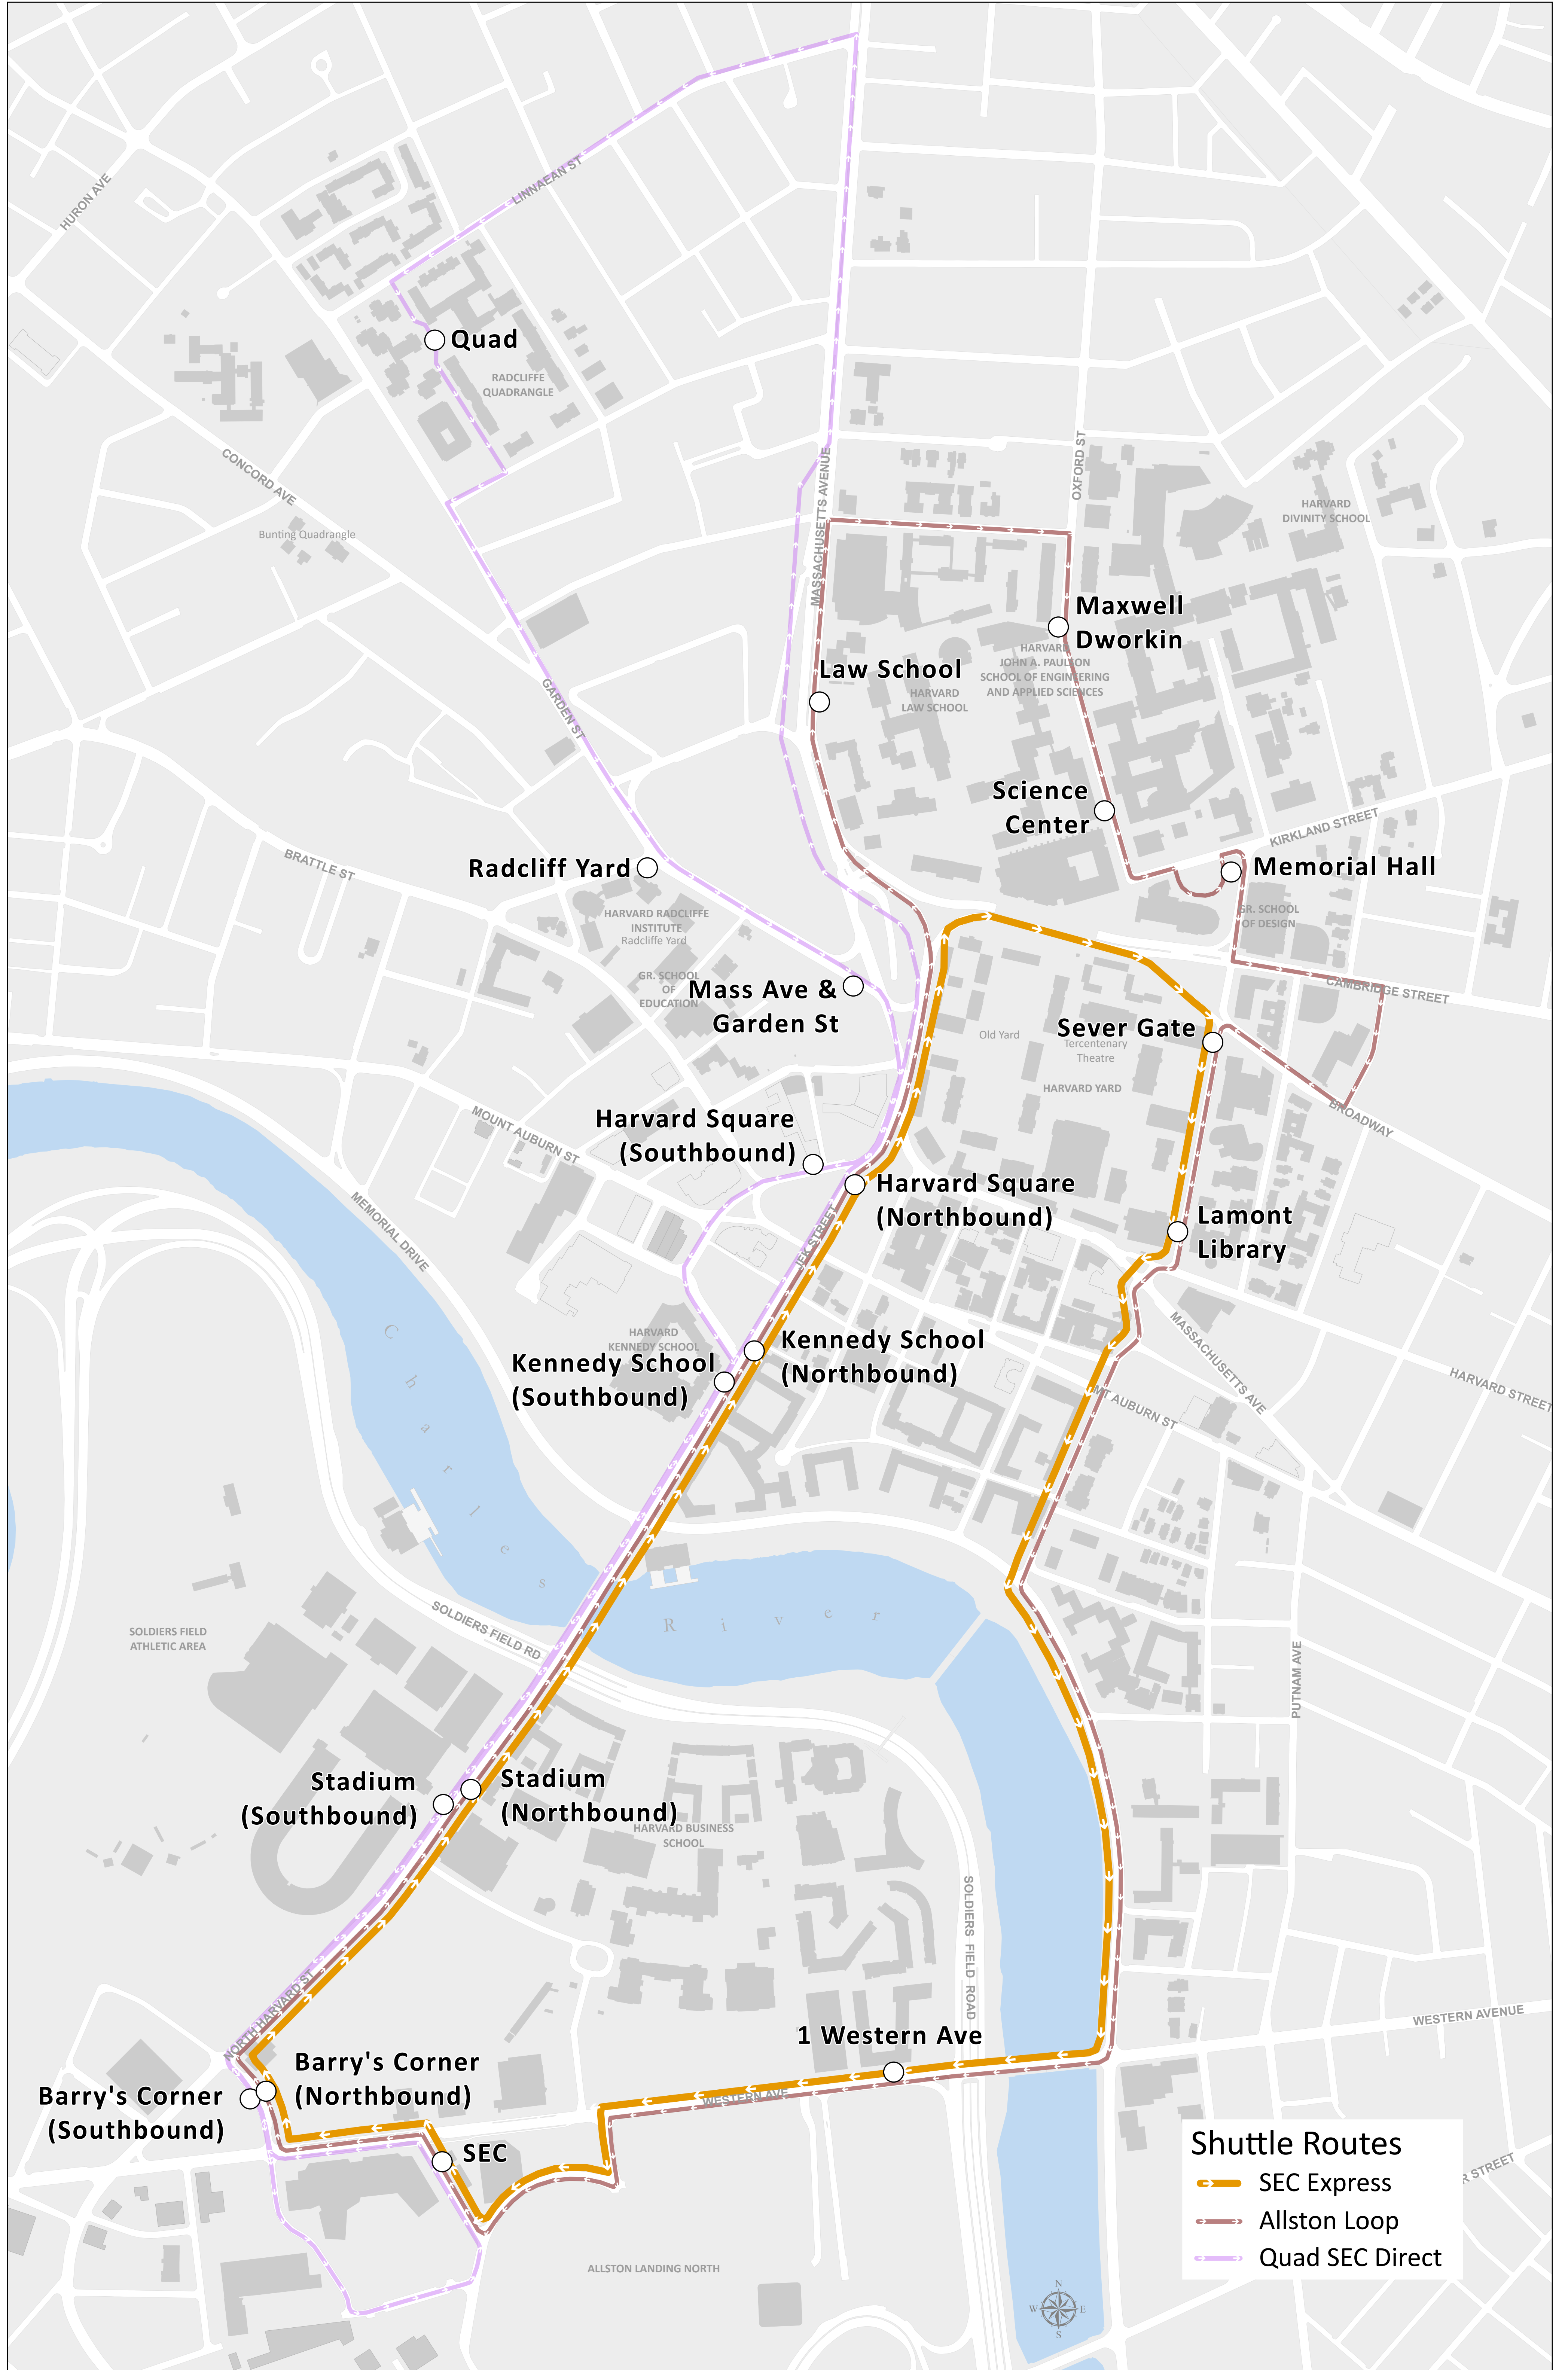 LINNAEAN ST
HURON AVE
Quad
RADCLIFFE
QUADRANGLE
OXFORD ST
CONCORD AVE
MASSACHUSETTS AVENUE
HARVARD
DIVINITY SCHOOL
Bunting Quadrangle
Maxwell
Dworkin
HARVARD
JOHN A. PAULSON
SCHOOL OF ENGINEERING
AND APPLIED SCIENCES
Law School
HARVARD
LAW SCHOOL
GARDEN ST
Science
Center
KIRKLAND STREET
BRATTLE ST
Radcliff Yard
Memorial Hall
HARVARD RADCLIFFE
INSTITUTE
Radcliffe Yard
GR. SCHOOL
OF DESIGN
GR. SCHOOL
OF
EDUCATION
Mass Ave &
Garden St
CAMBRIDGE STREET
Old Yard
Sever Gate
Tercentenary
Theatre
HARVARD YARD
BROADWAY
MOUNT AUBURN ST
Harvard Square
(Southbound)
Harvard Square
(Northbound)
MEMORIAL DRIVE
JFK STREET
Lamont
Library
Charles River
HARVARD
KENNEDY SCHOOL
Kennedy School
(Northbound)
Kennedy School
(Southbound)
MASSACHUSETTS AVE
HARVARD STREET
MT AUBURN ST
SOLDIERS FIELD RD
SOLDIERS FIELD
ATHLETIC AREA
PUTNAM AVE
Stadium
(Southbound)
Stadium
(Northbound)
HARVARD BUSINESS
SCHOOL
SOLDIERS FIELD ROAD
NORTH HARVARD ST
WESTERN AVENUE
1 Western Ave
Barry's Corner
(Northbound)
Barry's Corner
(Southbound)
WESTERN AVE
SEC
ALLSTON LANDING NORTH
Shuttle Routes
SEC Express
Allston Loop
Quad SEC Direct
R STREET
N
W E
S